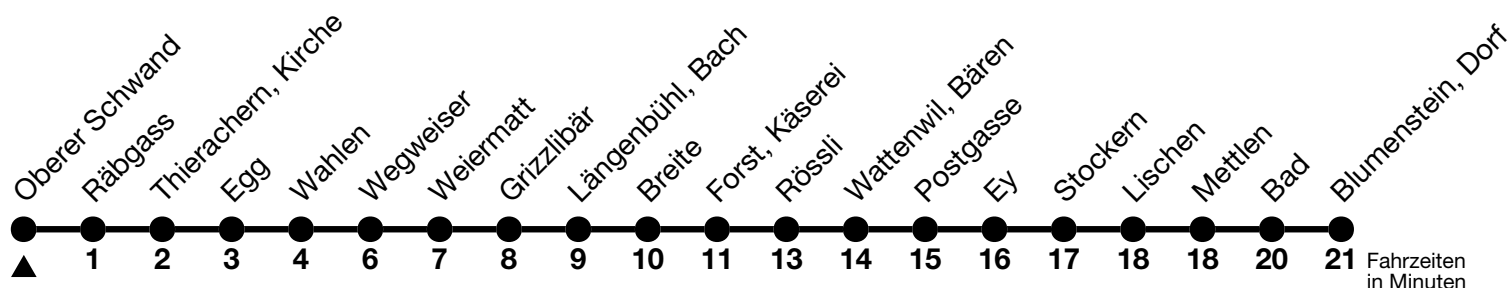 Oberer Schwand
Räbgass
Thierachern, Kirche
Egg
Wahlen
Wegweiser
Weiermatt
Grizzlibär
Längenbühl, Bach
Breite
Forst, Käserei
Rössli
Wattenwil, Bären
Postgasse
Ey
Stockern
Lischen
Mettlen
Bad
Blumenstein, Dorf
1 2 3 4 6 7 8 9 10 11 13 14 15 16 17 18 18 20 21 Fahrzeiten
in Minuten